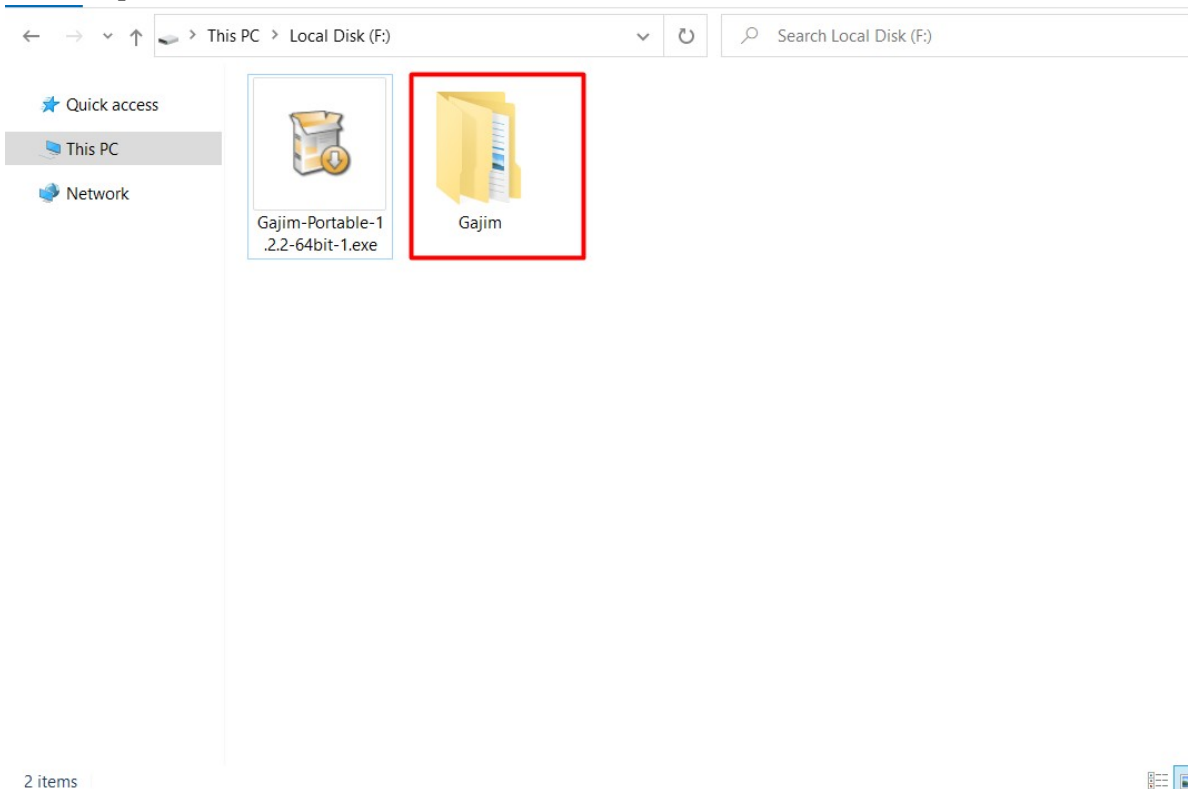 This PC > Local Disk (F:)
Search Local Disk (F:)
Quick access
This PC
Network
Gajim-Portable-1
.2.2-64bit-1.exe
Gajim
2 items